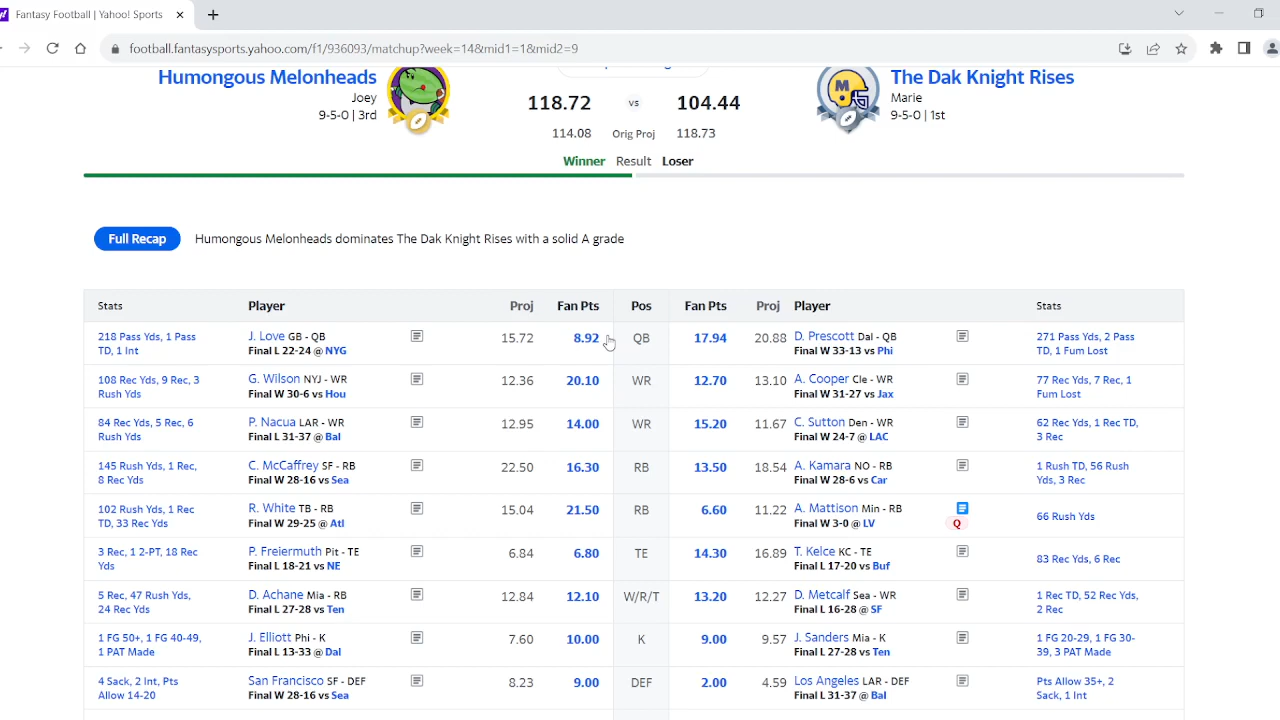 Fantasy Football | Yahoo! Sports
football.fantasysports.yahoo.com/f1/936093/matchup?week=14&mid1=1&mid2=9
Humongous Melonheads
Joey
9-5-0 | 3rd
118.72 vs 104.44
114.08 Orig Proj 118.73
Winner Result Loser
The Dak Knight Rises
Marie
9-5-0 | 1st
Full Recap Humongous Melonheads dominates The Dak Knight Rises with a solid A grade
Stats Player Proj Fan Pts Pos Fan Pts Proj Player Stats
218 Pass Yds, 1 Pass J. Love GB - QB 15.72 8.92 QB 17.94 20.88 D. Prescott Dal - QB 271 Pass Yds, 2 Pass
TD, 1 Int Final L 22-24 @ NYG Final W 33-13 vs Phi TD, 1 Fum Lost
108 Rec Yds, 9 Rec, 3 G. Wilson NYJ - WR 12.36 20.10 WR 12.70 13.10 A. Cooper Cle - WR 77 Rec Yds, 7 Rec, 1
Rush Yds Final W 30-6 vs Hou Final W 31-27 vs Jax Fum Lost
84 Rec Yds, 5 Rec, 6 P. Nacua LAR - WR 12.95 14.00 WR 15.20 11.67 C. Sutton Den - WR 62 Rec Yds, 1 Rec TD,
Rush Yds Final L 31-37 @ Bal Final W 24-7 @ LAC 3 Rec
145 Rush Yds, 1 Rec, C. McCaffrey SF - RB 22.50 16.30 RB 13.50 18.54 A. Kamara NO - RB 1 Rush TD, 56 Rush
8 Rec Yds Final W 28-16 vs Sea Final W 28-6 vs Car Yds, 3 Rec
102 Rush Yds, 1 Rec R. White TB - RB 15.04 21.50 RB 6.60 11.22 A. Mattison Min - RB 66 Rush Yds
TD, 33 Rec Yds Final W 29-25 @ Atl Final W 3-0 @ LV Q
3 Rec, 1 2-PT, 18 Rec P. Freiermuth Pit - TE 6.84 6.80 TE 14.30 16.89 T. Kelce KC - TE 83 Rec Yds, 6 Rec
Yds Final L 18-21 vs NE Final L 17-20 vs Buf
5 Rec, 47 Rush Yds, D. Achane Mia - RB 12.84 12.10 W/R/T 13.20 12.27 D. Metcalf Sea - WR 1 Rec TD, 52 Rec Yds,
24 Rec Yds Final L 27-28 vs Ten Final L 16-28 @ SF 2 Rec
1 FG 50+, 1 FG 40-49, J. Elliott Phi - K 7.60 10.00 K 9.00 9.57 J. Sanders Mia - K 1 FG 20-29, 1 FG 30-
1 PAT Made Final L 13-33 @ Dal Final L 27-28 vs Ten 39, 3 PAT Made
4 Sack, 2 Int, Pts San Francisco SF - DEF 8.23 9.00 DEF 2.00 4.59 Los Angeles LAR - DEF Pts Allow 35+, 2
Allow 14-20 Final W 28-16 vs Sea Final L 31-37 @ Bal Sack, 1 Int